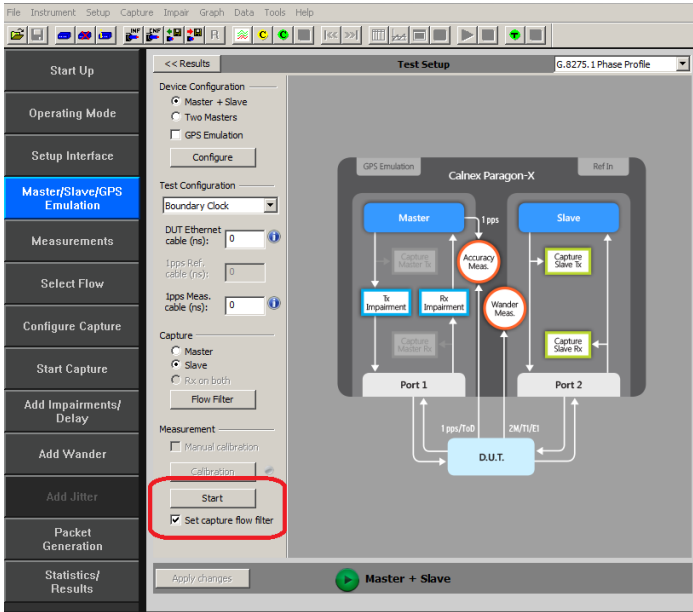 File Instrument Setup Capture Impair Graph Data Tools Help
INF INF R C C
Start Up
Operating Mode
Setup Interface
Master/Slave/GPS
Emulation
Measurements
Select Flow
Configure Capture
Start Capture
Add Impairments/
Delay
Add Wander
Add Jitter
Packet
Generation
Statistics/
Results
<< Results
Test Setup
G.8275.1 Phase Profile
Device Configuration
Master + Slave
Two Masters
GPS Emulation
Configure
Test Configuration
Boundary Clock
DUT Ethernet
cable (ns): 0
1pps Ref.
cable (ns): 0
1pps Meas.
cable (ns): 0
Capture
Master
Slave
Rx on both
Flow Filter
Measurement
Manual calibration
Calibration
Start
Set capture flow filter
Apply changes
Master + Slave
GPS Emulation
Calnex Paragon-X
Ref In
Master
1 pps
Slave
Capture
Master Tx
Accuracy
Meas.
Capture
Slave Tx
Tx
Impairment
Rx
Impairment
Wander
Meas.
Capture
Master Rx
Capture
Slave Rx
Port 1
Port 2
1 pps/ToD
2M/T1/E1
D.U.T.